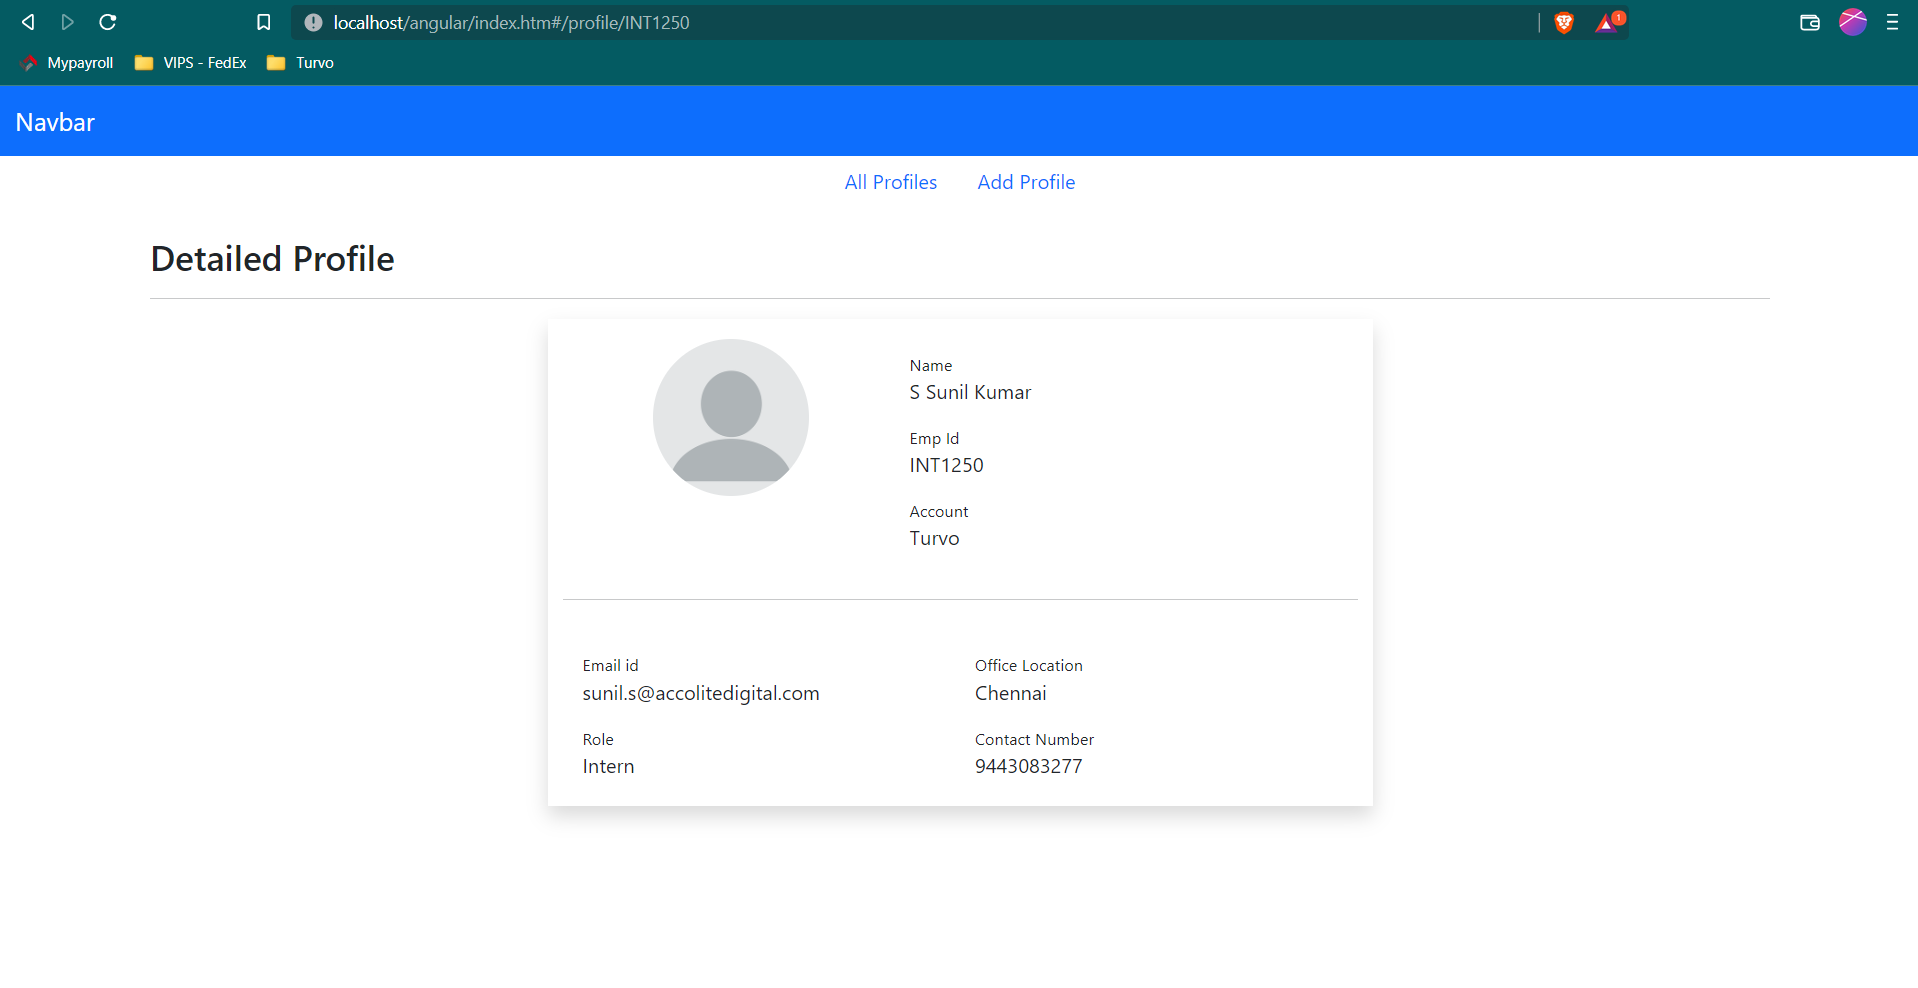 localhost/angular/index.htm#/profile/INT1250
1
Mypayroll VIPS - FedEx Turvo
Navbar
All Profiles Add Profile
Detailed Profile
Name
S Sunil Kumar
Emp Id
INT1250
Account
Turvo
Email id Office Location
sunil.s@accolitedigital.com Chennai
Role Contact Number
Intern 9443083277